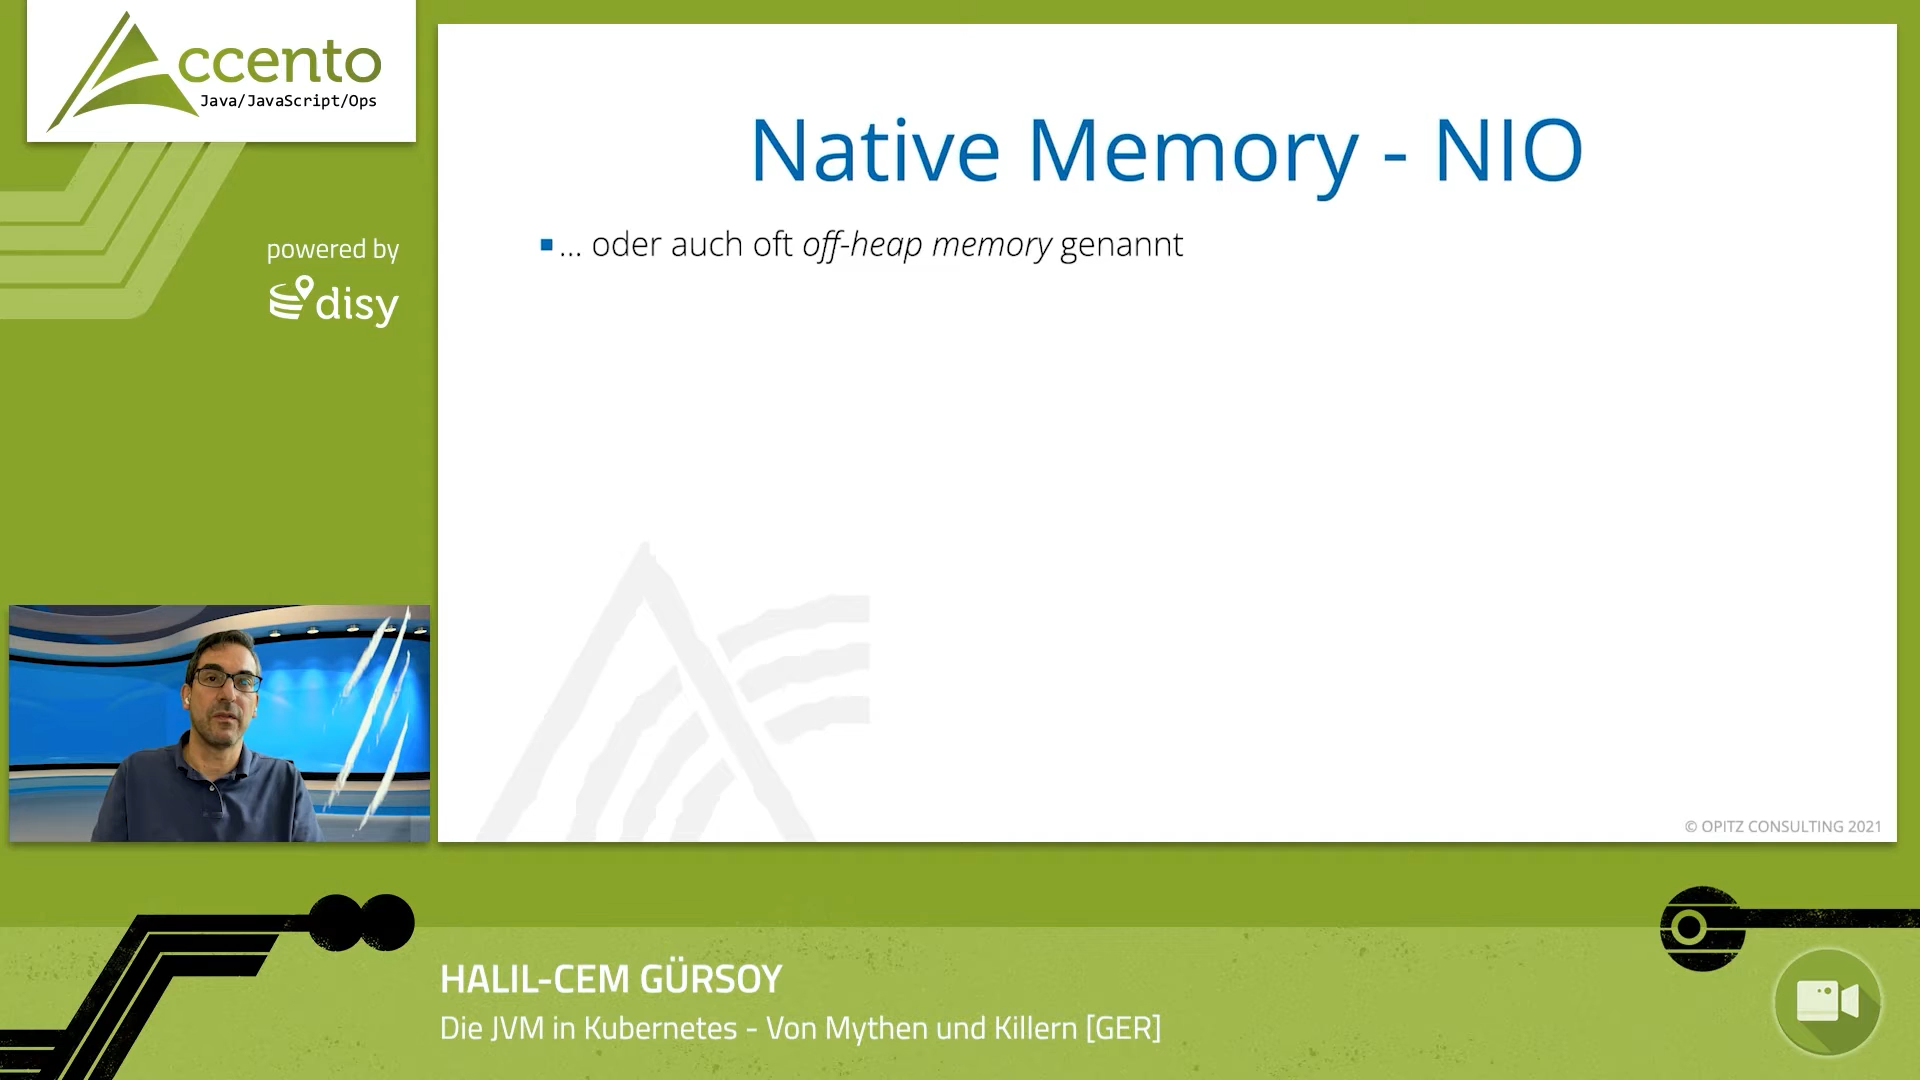 Accento
Java/JavaScript/Ops
powered by
disy
Native Memory - NIO
... oder auch oft off-heap memory genannt
© OPITZ CONSULTING 2021
HALIL-CEM GÜRSOY
Die JVM in Kubernetes - Von Mythen und Killern [GER]